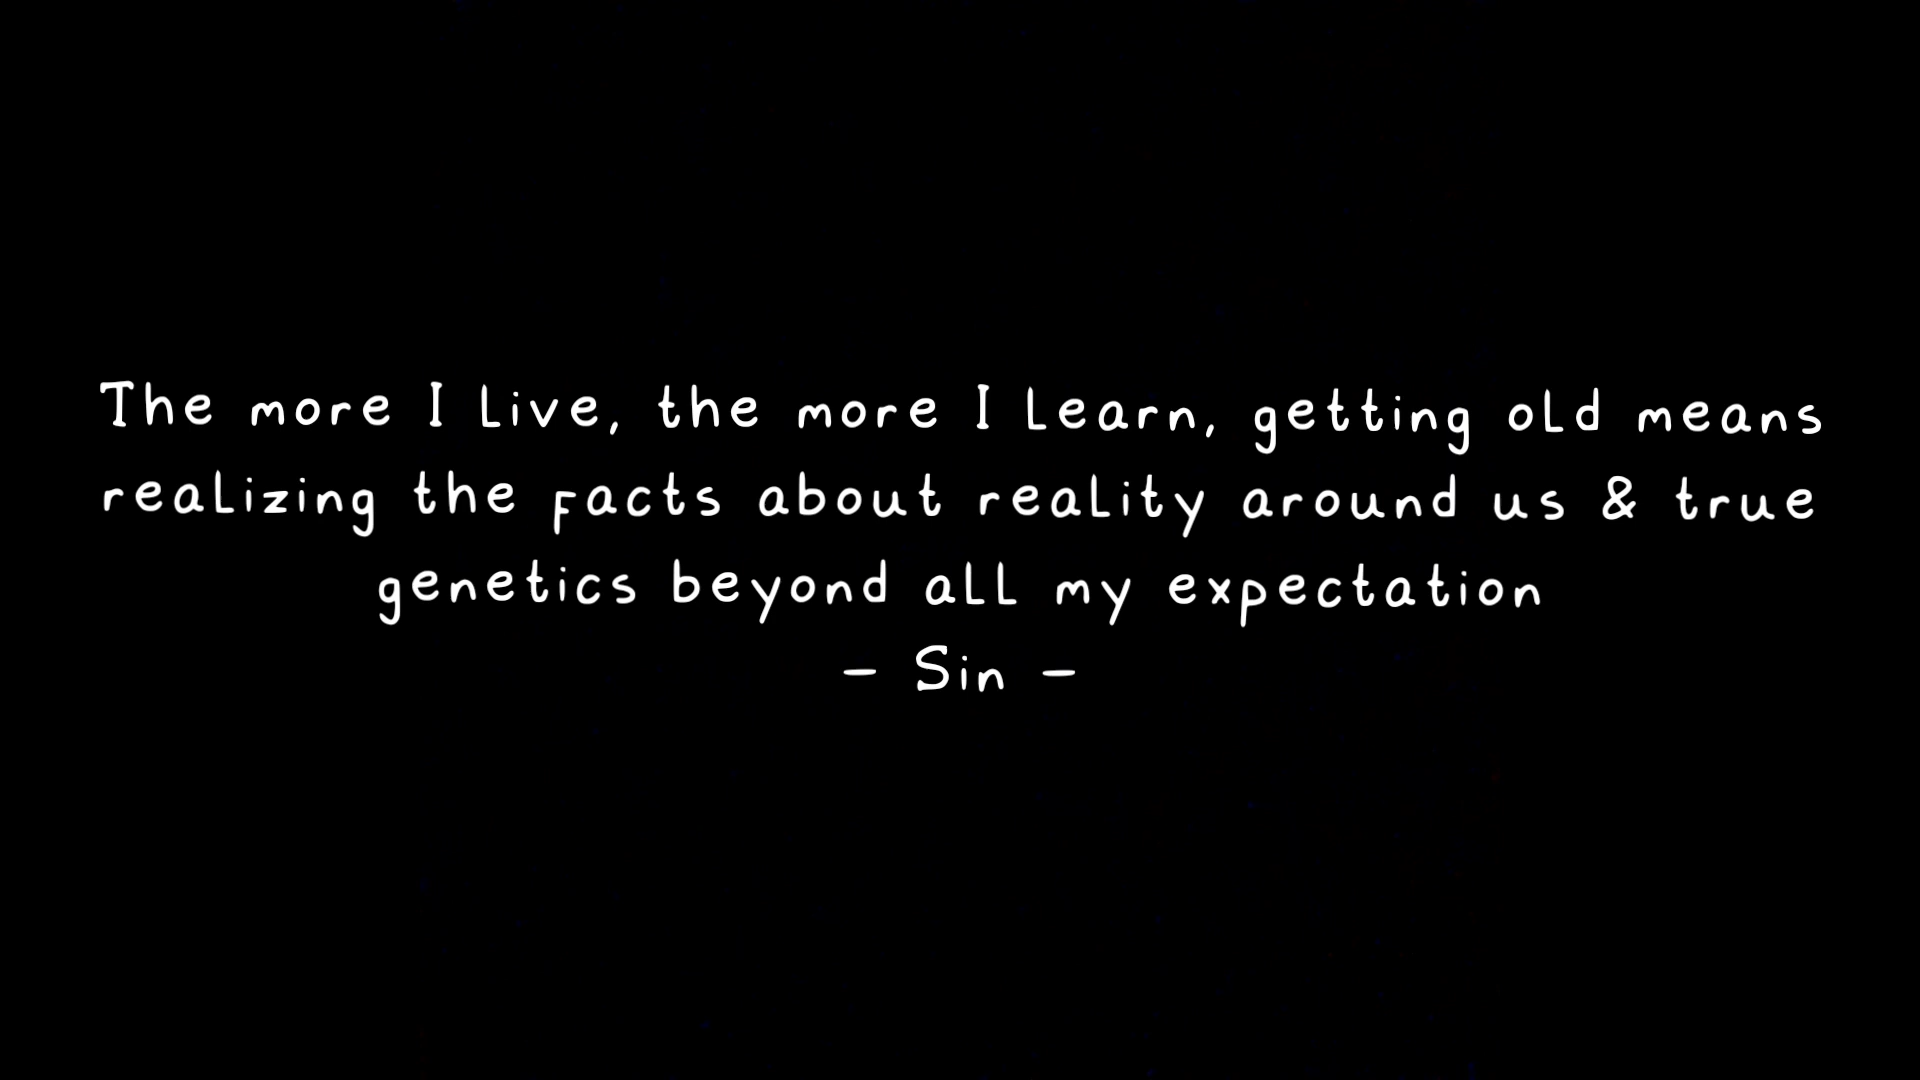 The more I Live, the more I Learn, getting old means
realizing the facts about reality around us & true
genetics beyond all my expectation
- Sin -